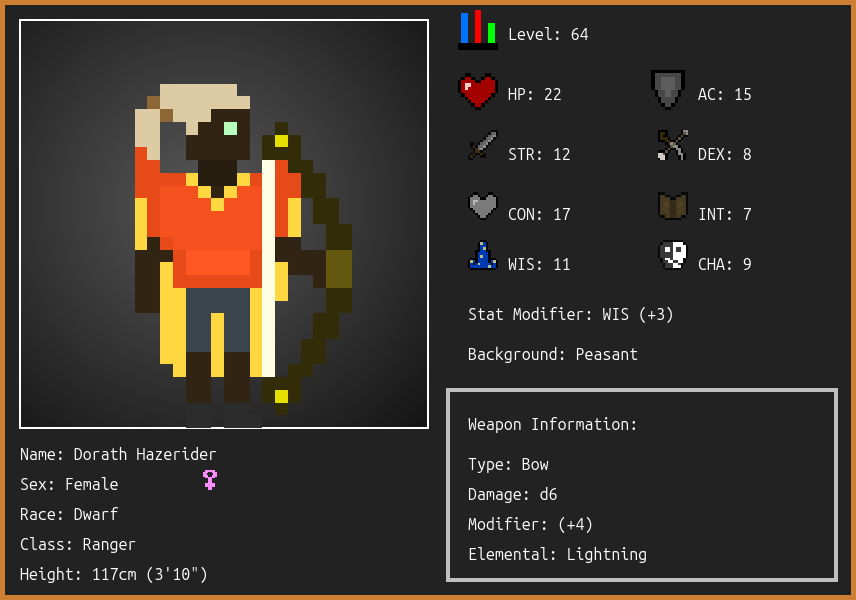 Level: 64
HP: 22
AC: 15
STR: 12
DEX: 8
CON: 17
INT: 7
WIS: 11
CHA: 9
Stat Modifier: WIS (+3)
Background: Peasant
Weapon Information:
Type: Bow
Damage: d6
Modifier: (+4)
Elemental: Lightning
Name: Dorath Hazerider
Sex: Female
Race: Dwarf
Class: Ranger
Height: 117cm (3'10")